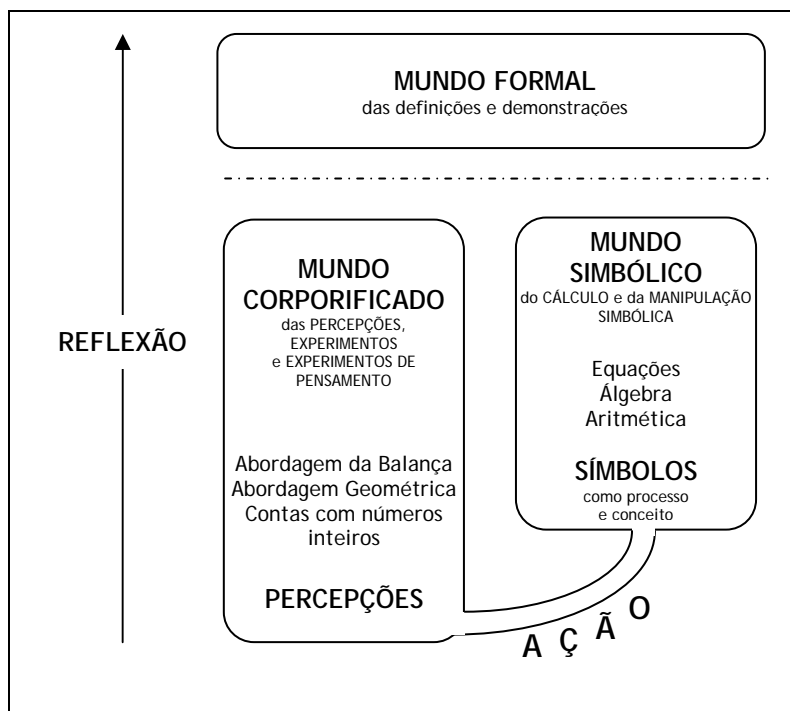 MUNDO FORMAL
das definições e demonstrações
REFLEXÃO
MUNDO
CORPORIFICADO
das PERCEPÇÕES,
EXPERIMENTOS
e EXPERIMENTOS DE
PENSAMENTO
Abordagem da Balança
Abordagem Geométrica
Contas com números
inteiros
PERCEPÇÕES
MUNDO
SIMBÓLICO
do CÁLCULO e da MANIPULAÇÃO
SIMBÓLICA
Equações
Álgebra
Aritmética
SÍMBOLOS
como processo
e conceito
AÇÃO